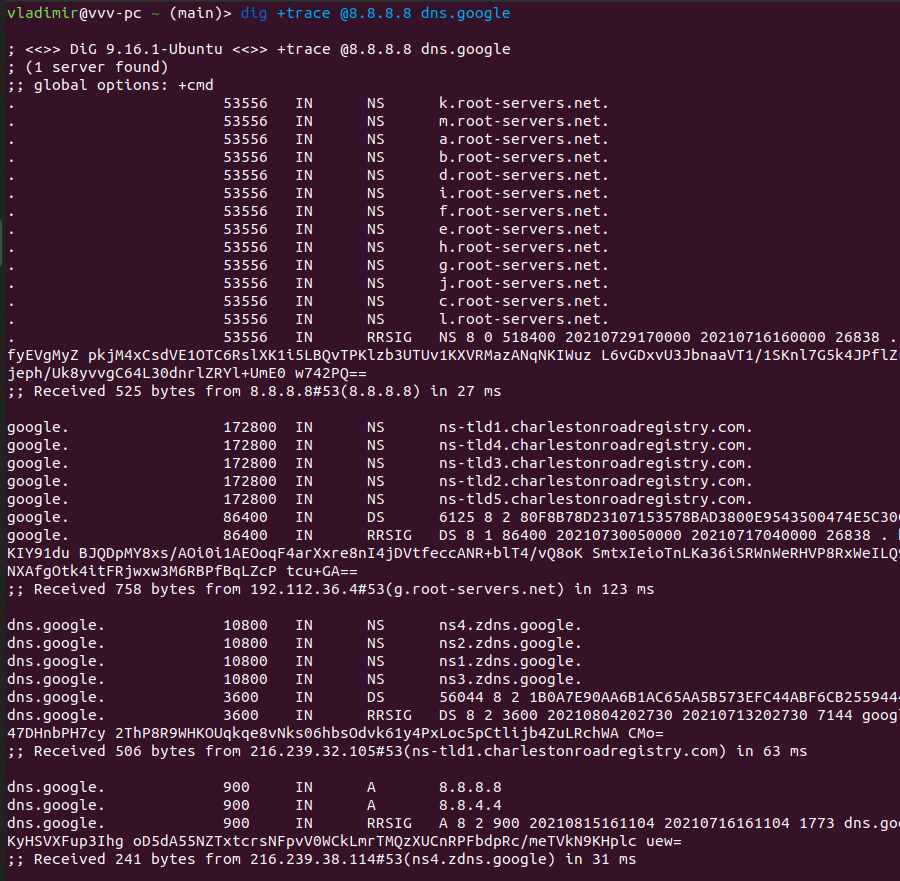 vladimir@vvv-pc ~ (main)> dig +trace @8.8.8.8 dns.google
; <<>> DiG 9.16.1-Ubuntu <<>> +trace @8.8.8.8 dns.google
; (1 server found)
;; global options: +cmd
. 53556 IN NS k.root-servers.net.
. 53556 IN NS m.root-servers.net.
. 53556 IN NS a.root-servers.net.
. 53556 IN NS b.root-servers.net.
. 53556 IN NS d.root-servers.net.
. 53556 IN NS i.root-servers.net.
. 53556 IN NS f.root-servers.net.
. 53556 IN NS e.root-servers.net.
. 53556 IN NS h.root-servers.net.
. 53556 IN NS g.root-servers.net.
. 53556 IN NS j.root-servers.net.
. 53556 IN NS c.root-servers.net.
. 53556 IN NS l.root-servers.net.
. 53556 IN RRSIG NS 8 0 518400 20210729170000 20210716160000 26838 .
fyEVgMyZ pkjM4xCsdVE1OTC6RslXK1i5LBQvTPKlzb3UTUv1KXVRMazANqNKIWuz L6vGDxvU3JbnaaVT1/1SKnl7G5k4JPflZ
jeph/Uk8yvvgC64L30dnrlZRYl+UmE0 w742PQ==
;; Received 525 bytes from 8.8.8.8#53(8.8.8.8) in 27 ms
google. 172800 IN NS ns-tld1.charlestonroadregistry.com.
google. 172800 IN NS ns-tld4.charlestonroadregistry.com.
google. 172800 IN NS ns-tld3.charlestonroadregistry.com.
google. 172800 IN NS ns-tld2.charlestonroadregistry.com.
google. 172800 IN NS ns-tld5.charlestonroadregistry.com.
google. 86400 IN DS 6125 8 2 80F8B78D23107153578BAD3800E9543500474E5C30
google. 86400 IN RRSIG DS 8 1 86400 20210730050000 20210717040000 26838 .
KIY91du BJQDpMY8xs/AOi0i1AEOoqF4arXxre8nI4jDVtfeccANR+blT4/vQ8oK SmtxIeioTnLKa36iSRWnWeRHVP8RxWeILQ
NXAfgOtk4itFRjwxw3M6RBPfBqLZcP tcu+GA==
;; Received 758 bytes from 192.112.36.4#53(g.root-servers.net) in 123 ms
dns.google. 10800 IN NS ns4.zdns.google.
dns.google. 10800 IN NS ns2.zdns.google.
dns.google. 10800 IN NS ns1.zdns.google.
dns.google. 10800 IN NS ns3.zdns.google.
dns.google. 3600 IN DS 56044 8 2 1B0A7E90AA6B1AC65AA5B573EFC44ABF6CB2559444
dns.google. 3600 IN RRSIG DS 8 2 3600 20210804202730 20210713202730 7144 goog
47DHnbPH7cy 2ThP8R9WHKOUqkqe8vNks06hbsOdvk61y4PxLoc5pCtlijb4ZuLRchWA CMo=
;; Received 506 bytes from 216.239.32.105#53(ns-tld1.charlestonroadregistry.com) in 63 ms
dns.google. 900 IN A 8.8.8.8
dns.google. 900 IN A 8.8.4.4
dns.google. 900 IN RRSIG A 8 2 900 20210815161104 20210716161104 1773 dns.goo
KyHSVXFup3Ihg oD5dA55NZTxtcrsNFpvV0WCkLmrTMQzXUCnRPFbdpRc/meTVkN9KHplc uew=
;; Received 241 bytes from 216.239.38.114#53(ns4.zdns.google) in 31 ms